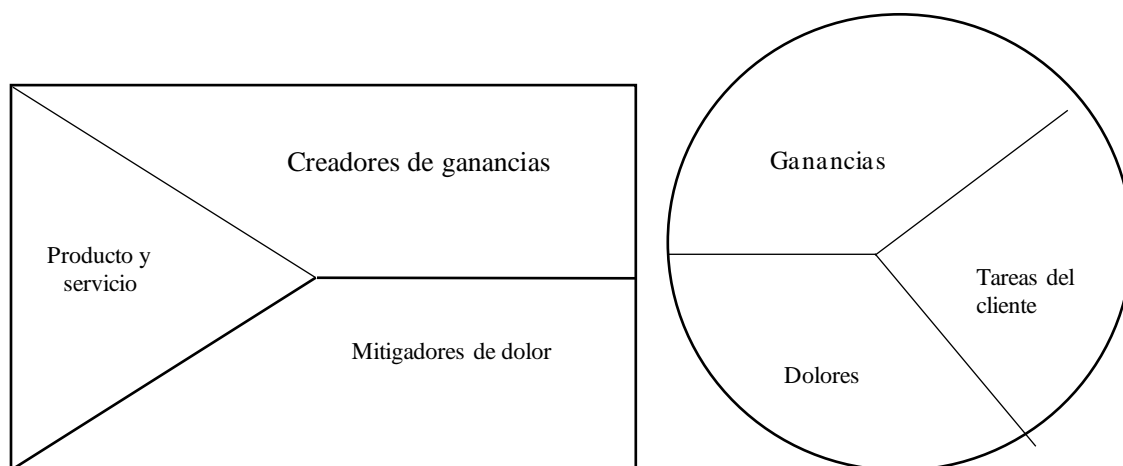 Creadores de ganancias
Producto y
servicio
Mitigadores de dolor
Ganancias
Tareas del
cliente
Dolores